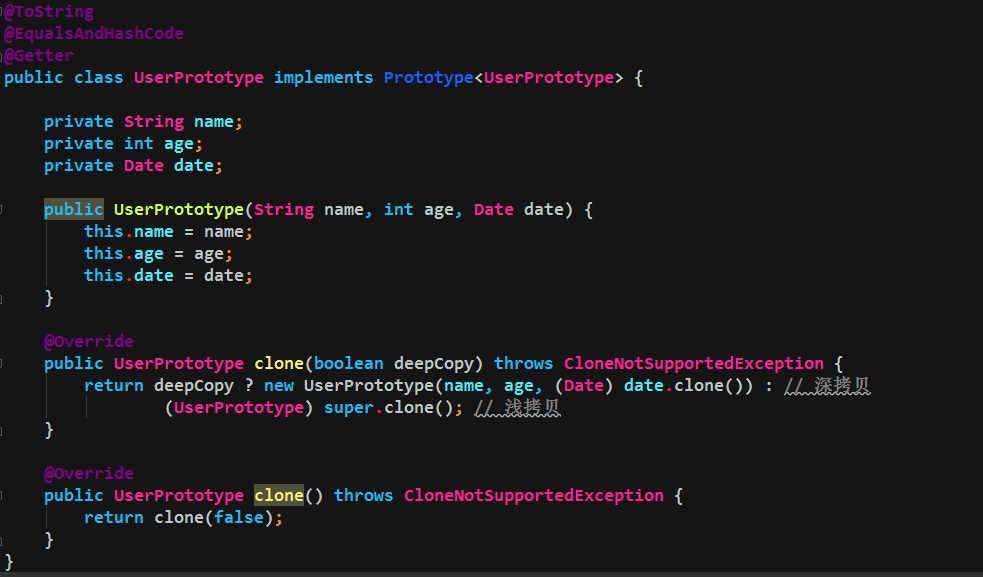 @ToString
@EqualsAndHashCode
@Getter
public class UserPrototype implements Prototype<UserPrototype> {
private String name;
private int age;
private Date date;
public UserPrototype(String name, int age, Date date) {
this.name = name;
this.age = age;
this.date = date;
}
@Override
public UserPrototype clone(boolean deepCopy) throws CloneNotSupportedException {
return deepCopy ? new UserPrototype(name, age, (Date) date.clone()) : // 深拷贝
(UserPrototype) super.clone(); // 浅拷贝
}
@Override
public UserPrototype clone() throws CloneNotSupportedException {
return clone(false);
}
}